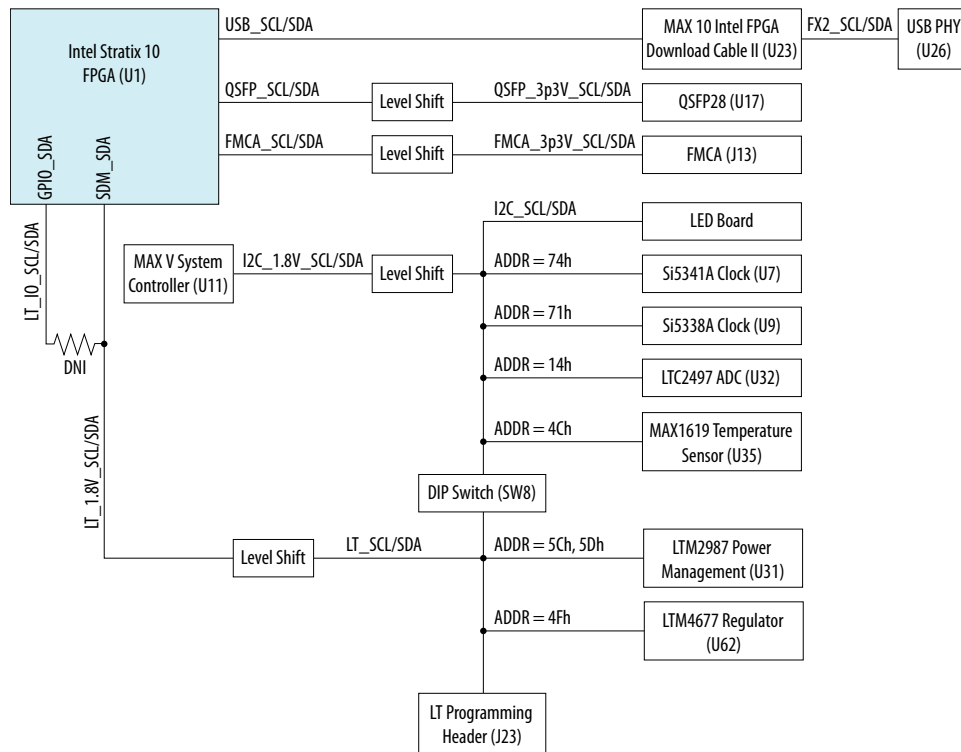 Intel Stratix 10
FPGA (U1)
GPIO_SDA
SDM_SDA
USB_SCL/SDA
MAX 10 Intel FPGA
Download Cable II (U23)
FX2_SCL/SDA
USB PHY
(U26)
QSFP_SCL/SDA
Level Shift
QSFP_3p3V_SCL/SDA
QSFP28 (U17)
FMCA_SCL/SDA
Level Shift
FMCA_3p3V_SCL/SDA
FMCA (J13)
LT_IO_SCL/SDA
DNI
LT_1.8V_SCL/SDA
MAX V System
Controller (U11)
I2C_1.8V_SCL/SDA
Level Shift
I2C_SCL/SDA
LED Board
ADDR = 74h
Si5341A Clock (U7)
ADDR = 71h
Si5338A Clock (U9)
ADDR = 14h
LTC2497 ADC (U32)
ADDR = 4Ch
MAX1619 Temperature
Sensor (U35)
DIP Switch (SW8)
Level Shift
LT_SCL/SDA
ADDR = 5Ch, 5Dh
LTM2987 Power
Management (U31)
ADDR = 4Fh
LTM4677 Regulator
(U62)
LT Programming
Header (J23)